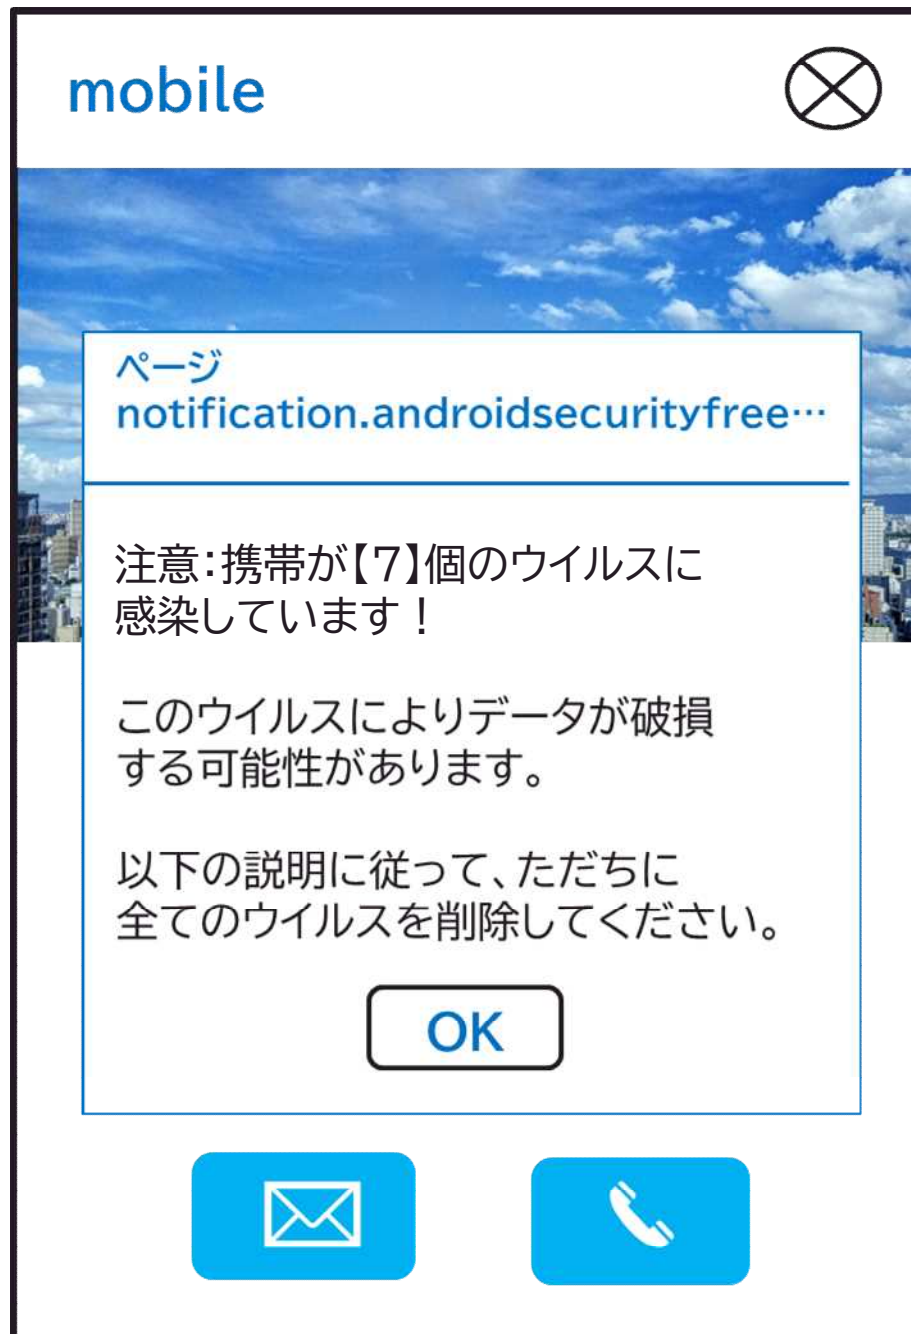 mobile
ページ
notification.androidsecurityfree…
注意:携帯が【7】個のウイルスに
感染しています!
このウイルスによりデータが破損
する可能性があります。
以下の説明に従って、ただちに
全てのウイルスを削除してください。
OK